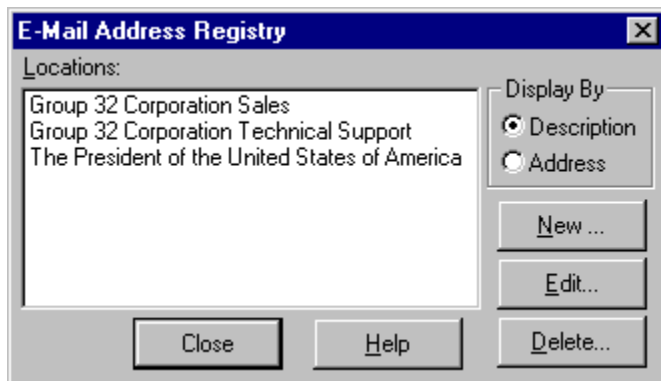 E-Mail Address Registry
Locations:
Group 32 Corporation Sales
Group 32 Corporation Technical Support
The President of the United States of America
Display By
Description
Address
New ...
Edit...
Delete...
Close
Help